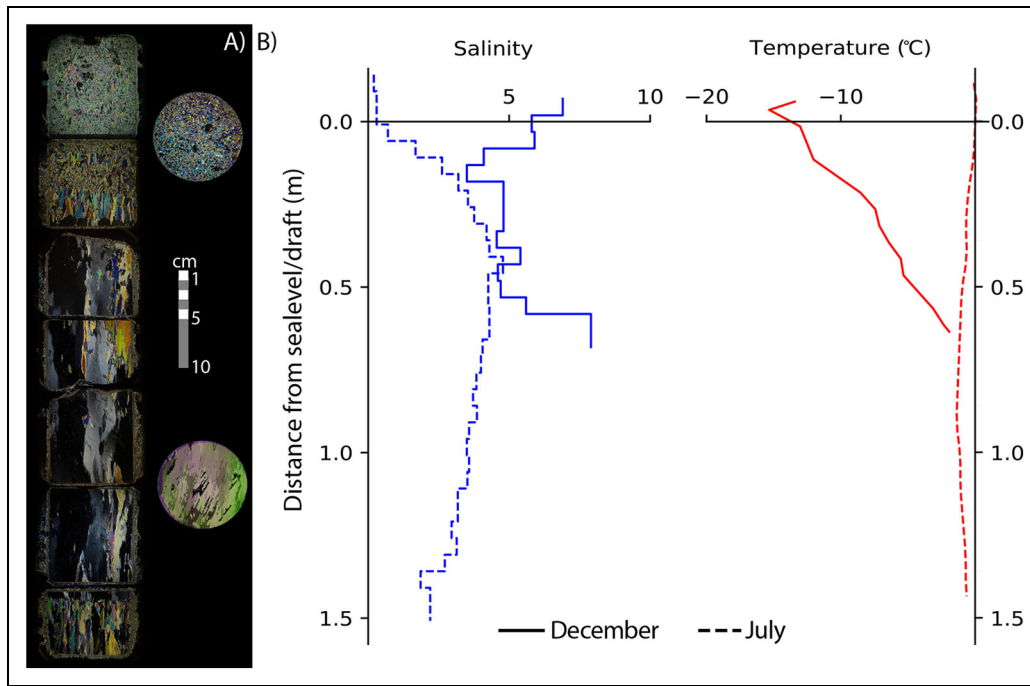 A) B)
Salinity
Temperature (°C)
5
10
−20
−10
0.0
0.0
cm
1
5
10
0.5
0.5
1.0
1.0
1.5
1.5
Distance from sealevel/draft (m)
December
July